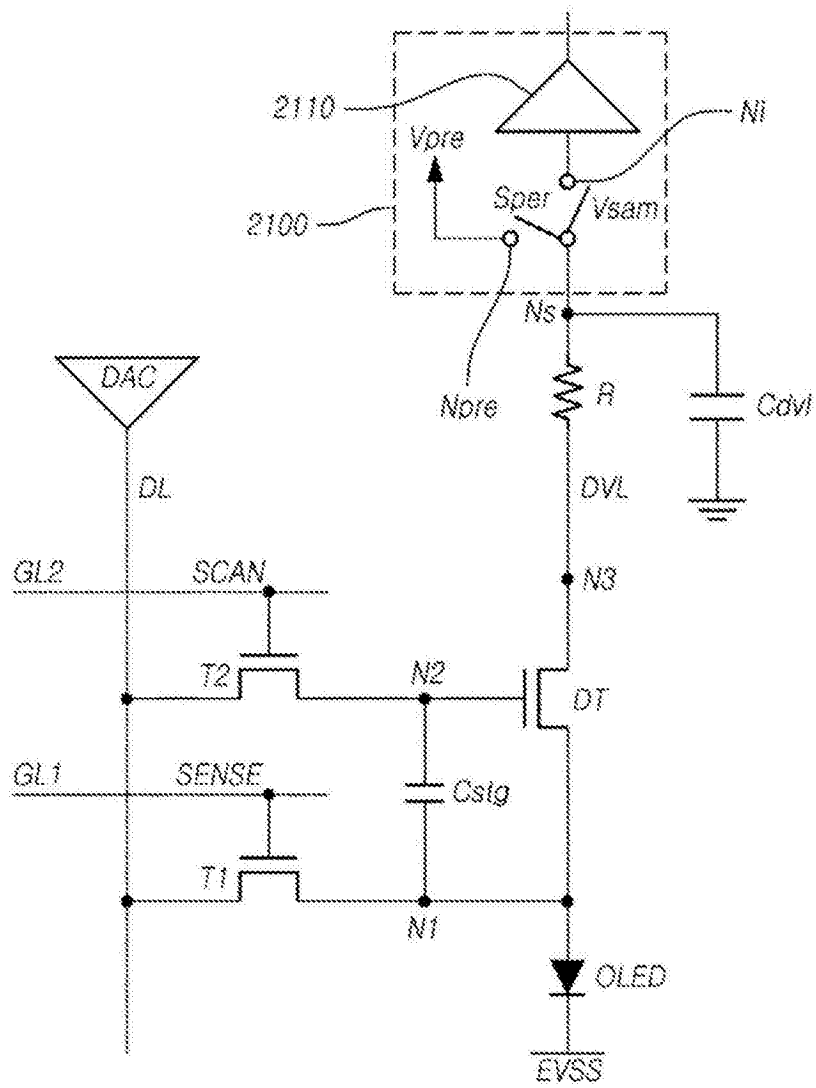 2110
Ni
Vpre
Sper
Vsam
2100
Ns
DAC
Npre
R
Cdvl
DL
DVL
GL2
SCAN
N3
T2
N2
DT
GL1
SENSE
Cstg
T1
N1
OLED
EVSS